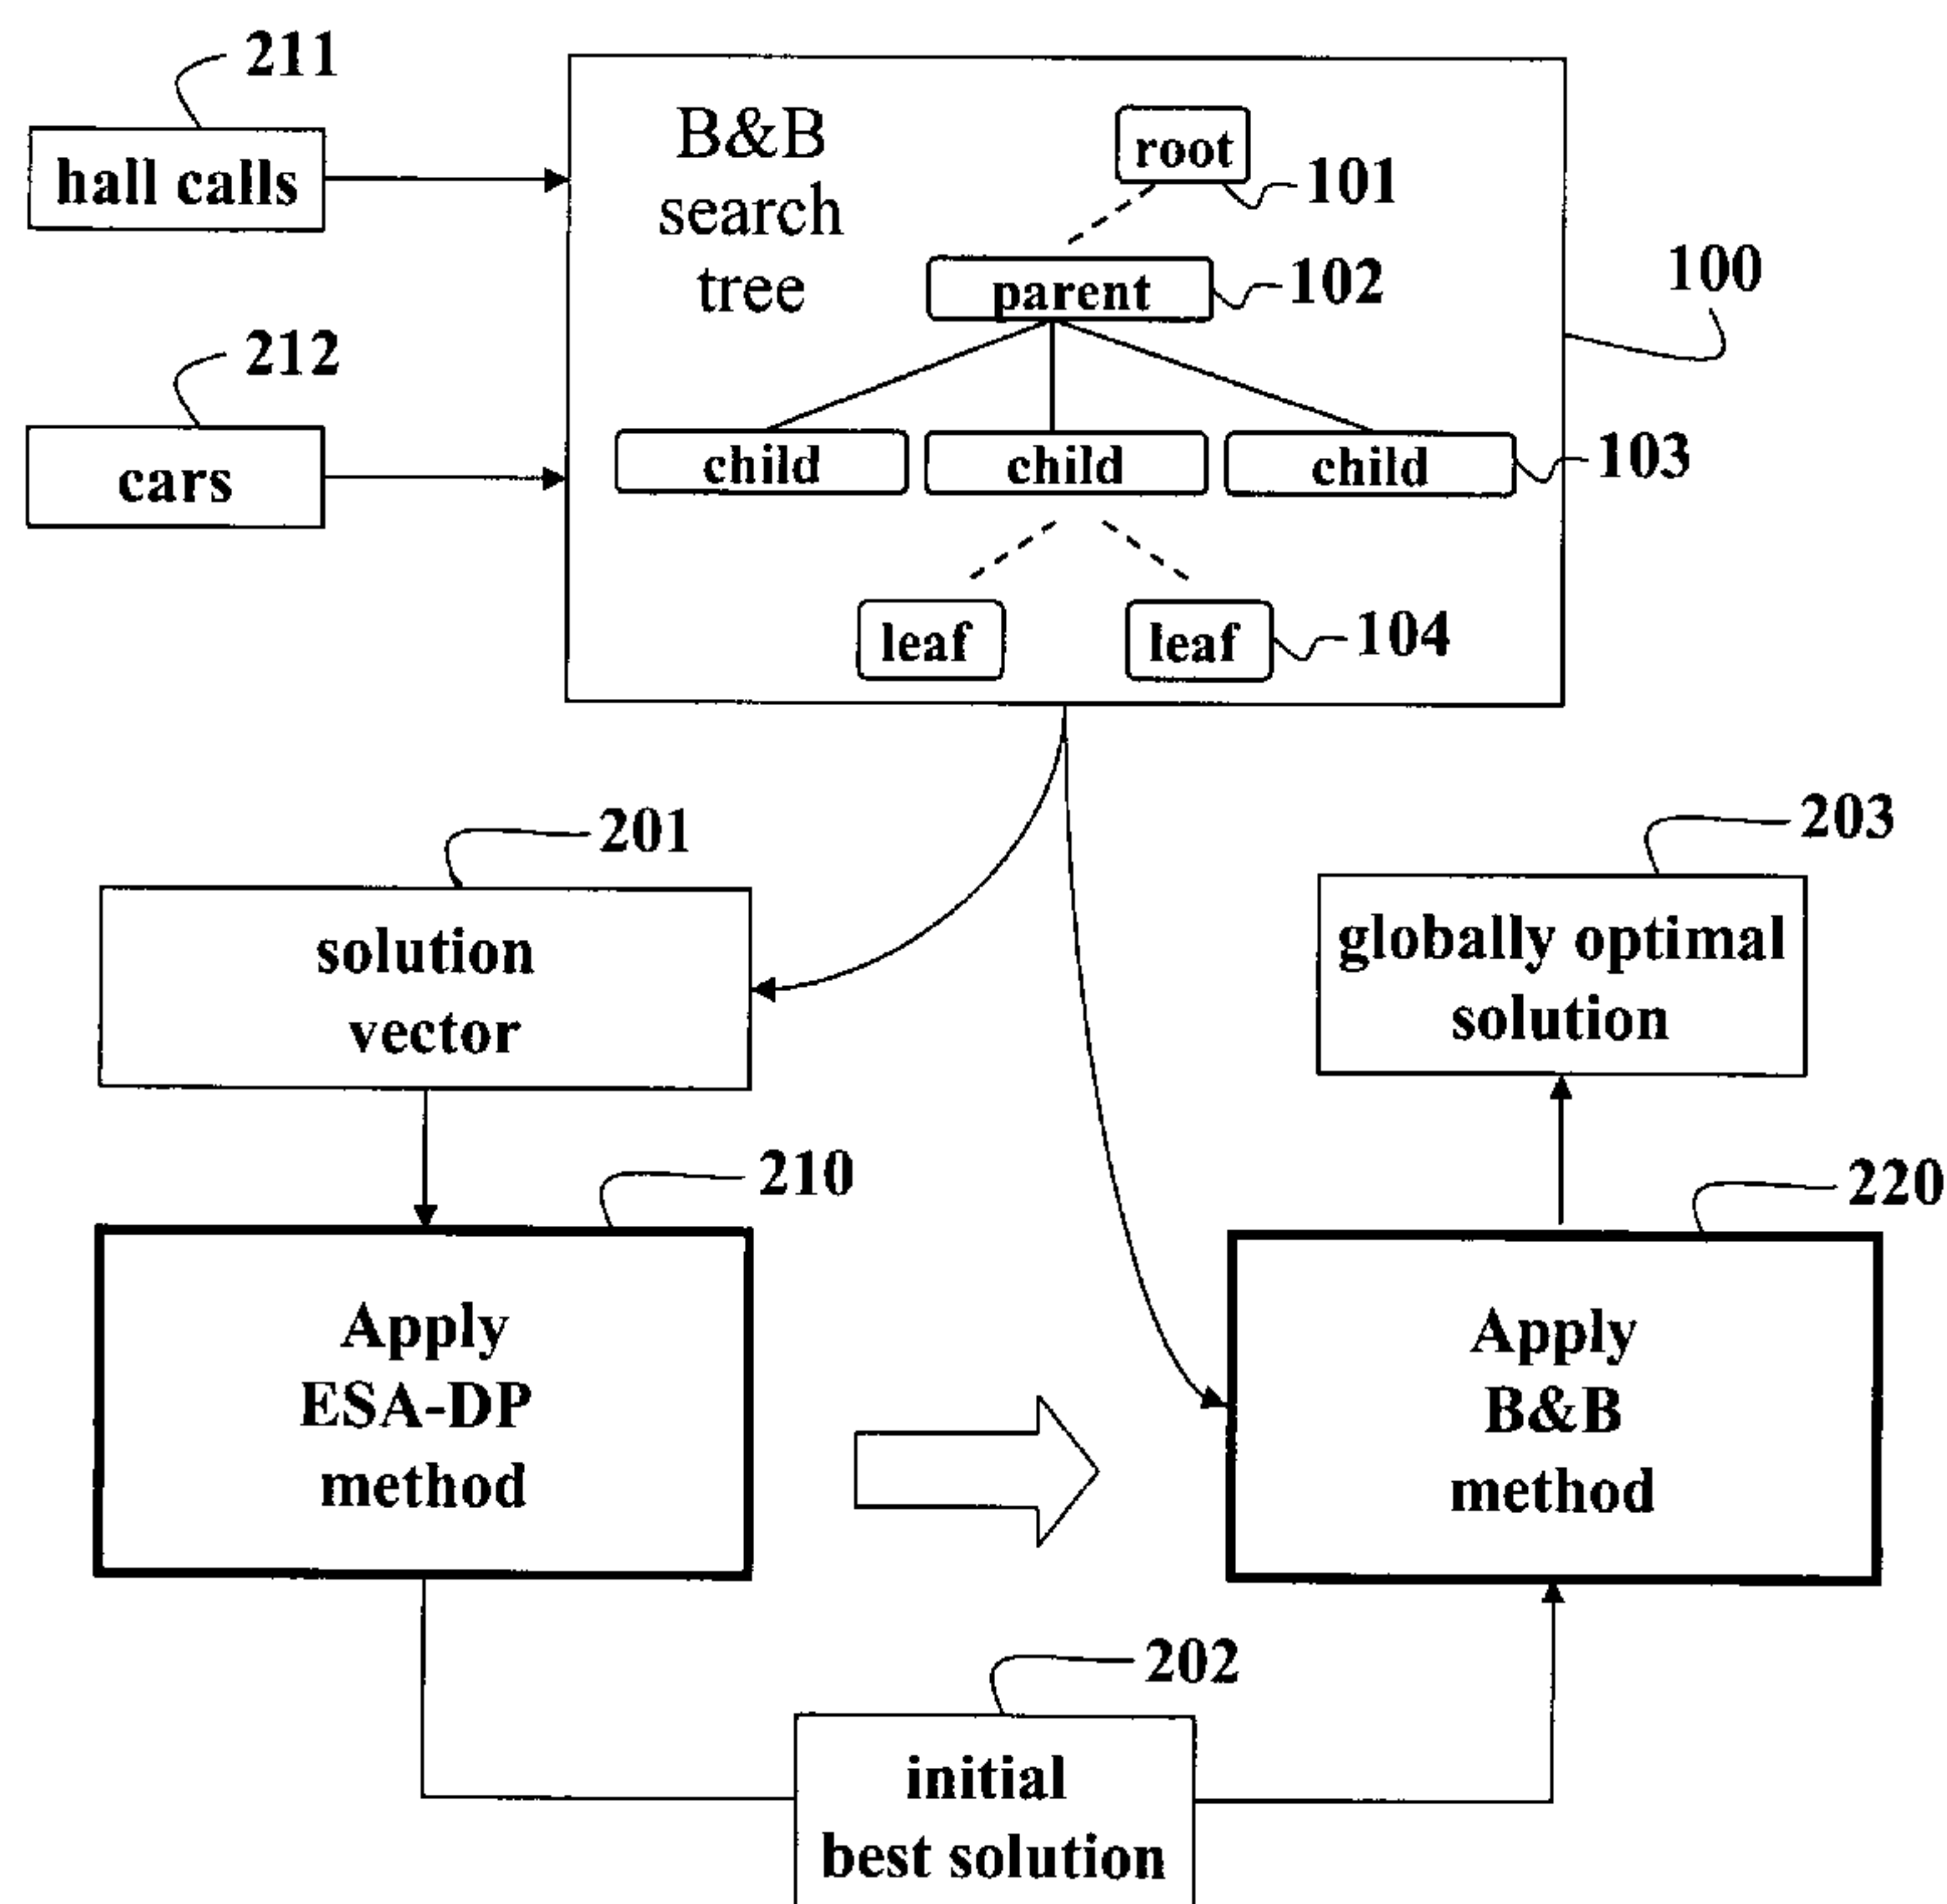 211
hall calls
B&B
search
tree
root
101
parent
102
100
212
cars
child
child
child
103
leaf
leaf
104
201
solution
vector
203
globally optimal
solution
210
Apply
ESA-DP
method
220
Apply
B&B
method
202
initial
best solution